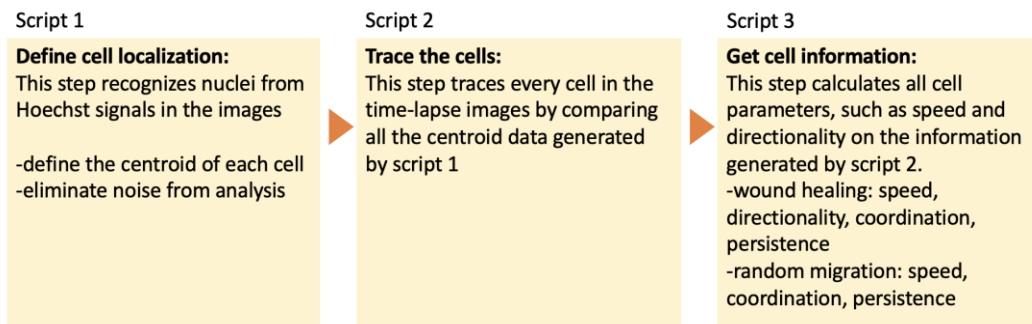 Script 1
Define cell localization:
This step recognizes nuclei from
Hoechst signals in the images
-define the centroid of each cell
-eliminate noise from analysis
Script 2
Trace the cells:
This step traces every cell in the
time-lapse images by comparing
all the centroid data generated
by script 1
Script 3
Get cell information:
This step calculates all cell
parameters, such as speed and
directionality on the information
generated by script 2.
-wound healing: speed,
directionality, coordination,
persistence
-random migration: speed,
coordination, persistence